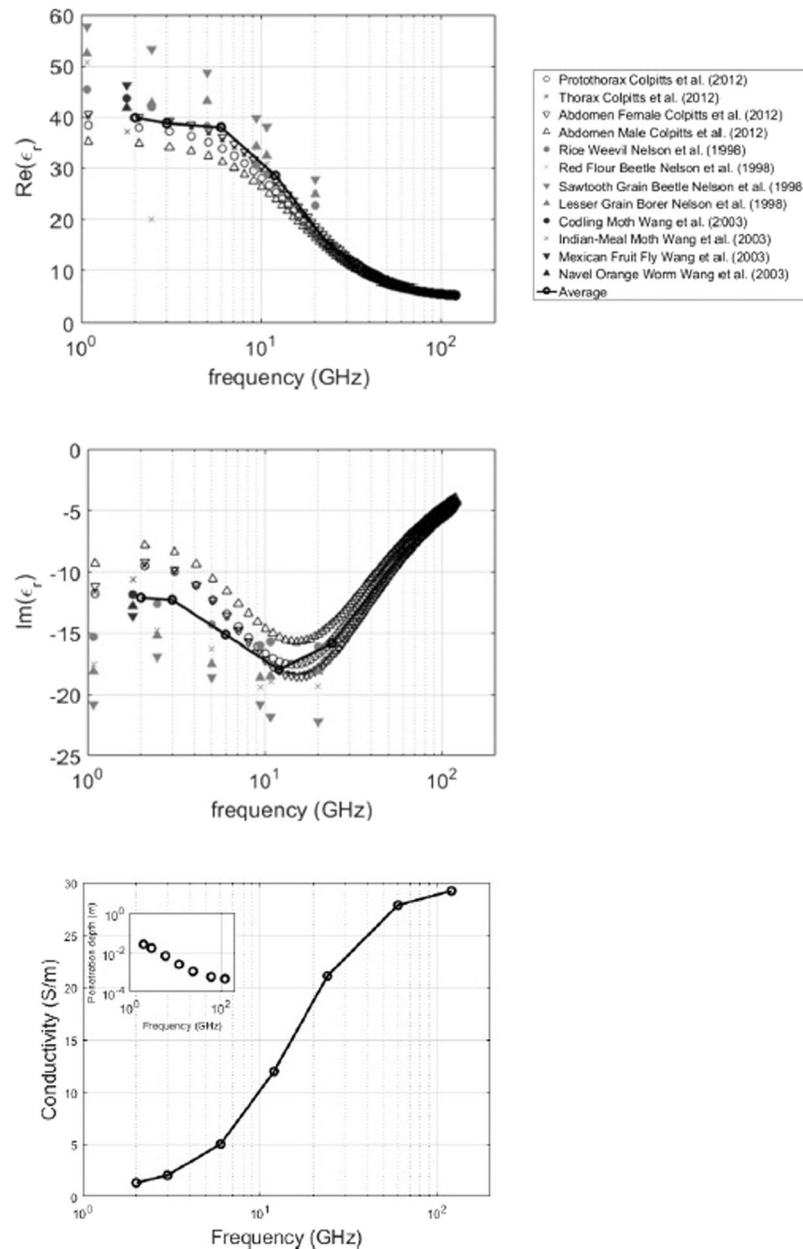 60
50
40
30
20
10
0
Re(ϵr)
10^0
10^1
10^2
frequency (GHz)
Protothorax Colpitts et al. (2012)
Thorax Colpitts et al. (2012)
Abdomen Female Colpitts et al. (2012)
Abdomen Male Colpitts et al. (2012)
Rice Weevil Nelson et al. (1998)
Red Flour Beetle Nelson et al. (1998)
Sawtooth Grain Beetle Nelson et al. (1998
Lesser Grain Borer Nelson et al. (1998)
Codling Moth Wang et al. (2003)
Indian-Meal Moth Wang et al. (2003)
Mexican Fruit Fly Wang et al. (2003)
Navel Orange Worm Wang et al. (2003)
Average
0
-5
-10
-15
-20
-25
Im(ϵr)
10^0
10^1
10^2
frequency (GHz)
30
25
20
15
10
5
0
Conductivity (S/m)
10^0
10^-2
10^-4
Penetration depth (m)
10^0
10^2
Frequency (GHz)
10^0
10^1
10^2
Frequency (GHz)